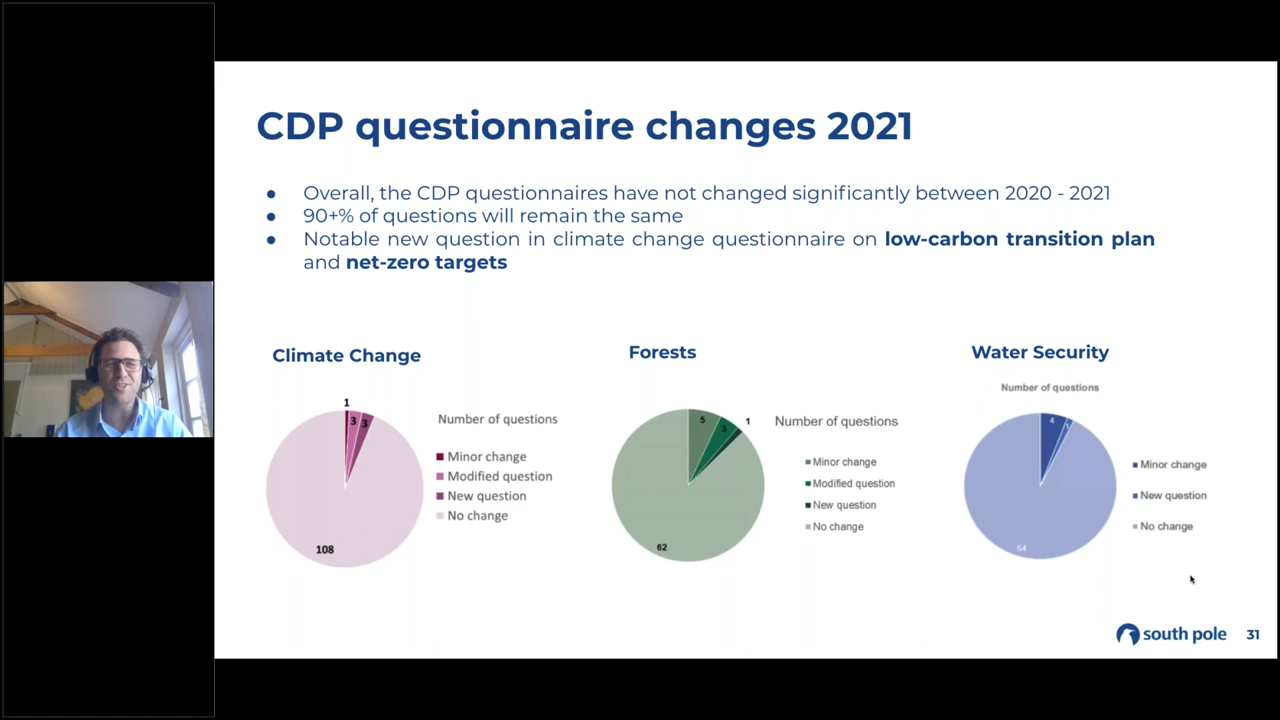 CDP questionnaire changes 2021
● Overall, the CDP questionnaires have not changed significantly between 2020 - 2021
● 90+% of questions will remain the same
● Notable new question in climate change questionnaire on low-carbon transition plan
and net-zero targets
Climate Change
1
3 3
108
Number of questions
Minor change
Modified question
New question
No change
Forests
5
3
1
62
Number of questions
Minor change
Modified question
New question
No change
Water Security
Number of questions
4
64
Minor change
New question
No change
south pole 31